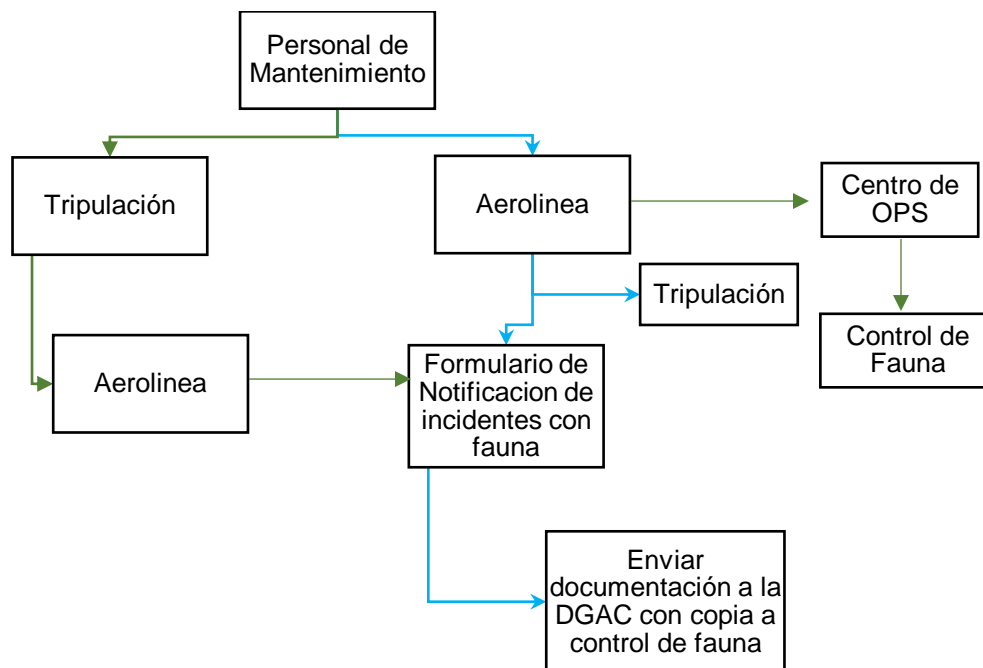 Personal de
Mantenimiento
Tripulación
Aerolinea
Centro de
OPS
Tripulación
Control de
Fauna
Aerolinea
Formulario de
Notificacion de
incidentes con
fauna
Enviar
documentación a la
DGAC con copia a
control de fauna